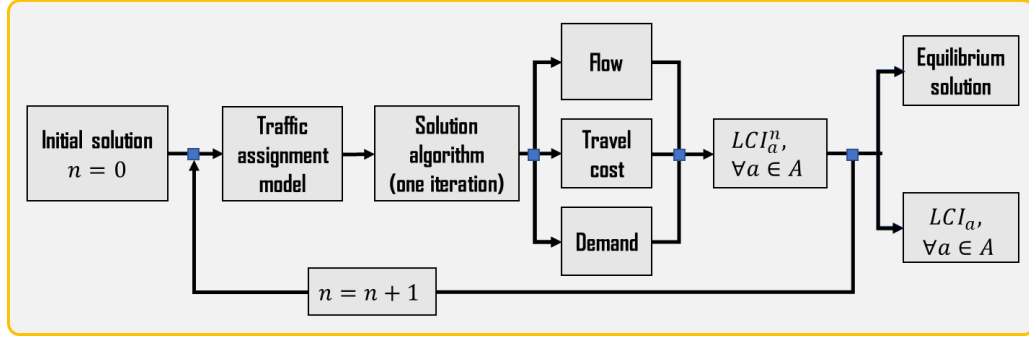 Initial solution
n = 0
Traffic
assignment
model
Solution
algorithm
(one iteration)
Flow
Travel
cost
Demand
LCI_a^n,
∀a ∈ A
Equilibrium
solution
LCI_a,
∀a ∈ A
n = n + 1